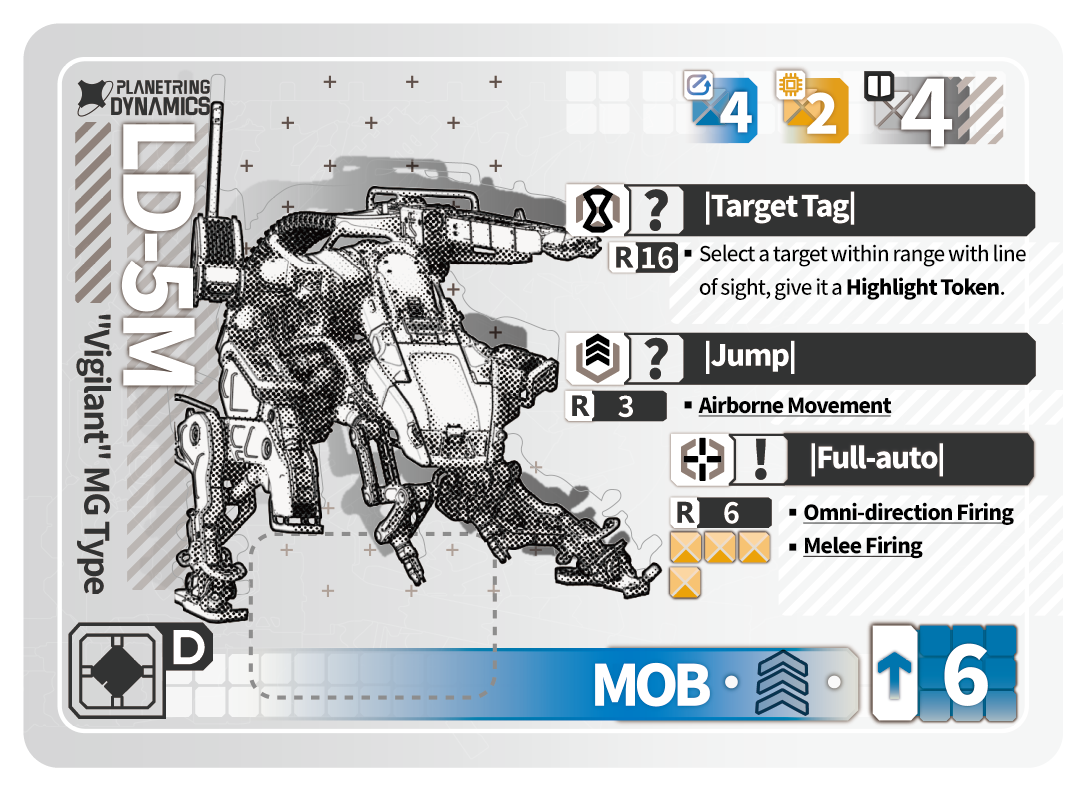 PLANETRING
DYNAMICS
LD-5M
"Vigilant" MG Type
4
2
4
? |Target Tag|
R 16
▪ Select a target within range with line
of sight, give it a Highlight Token.
? |Jump|
R 3
▪ Airborne Movement
! |Full-auto|
R 6
▪ Omni-direction Firing
▪ Melee Firing
D
MOB
6